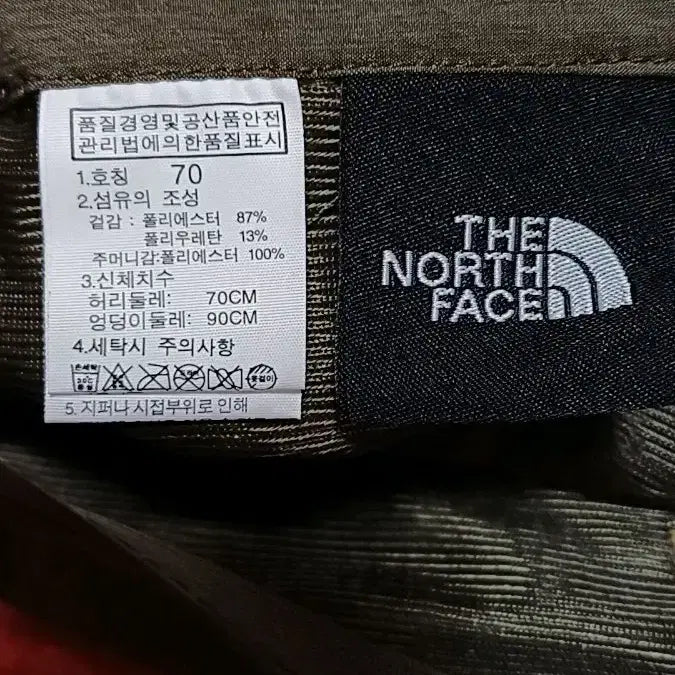 품질경영및공산품안전
관리법에의한품질표시
1.호칭 70
2.섬유의 조성
겉감 : 폴리에스터 87%
폴리우레탄 13%
주머니감:폴리에스터 100%
3.신체치수
허리둘레: 70CM
엉덩이둘레: 90CM
4.세탁시 주의사항
5. 지퍼나 시접부위로 인해
THE
NORTH
FACE